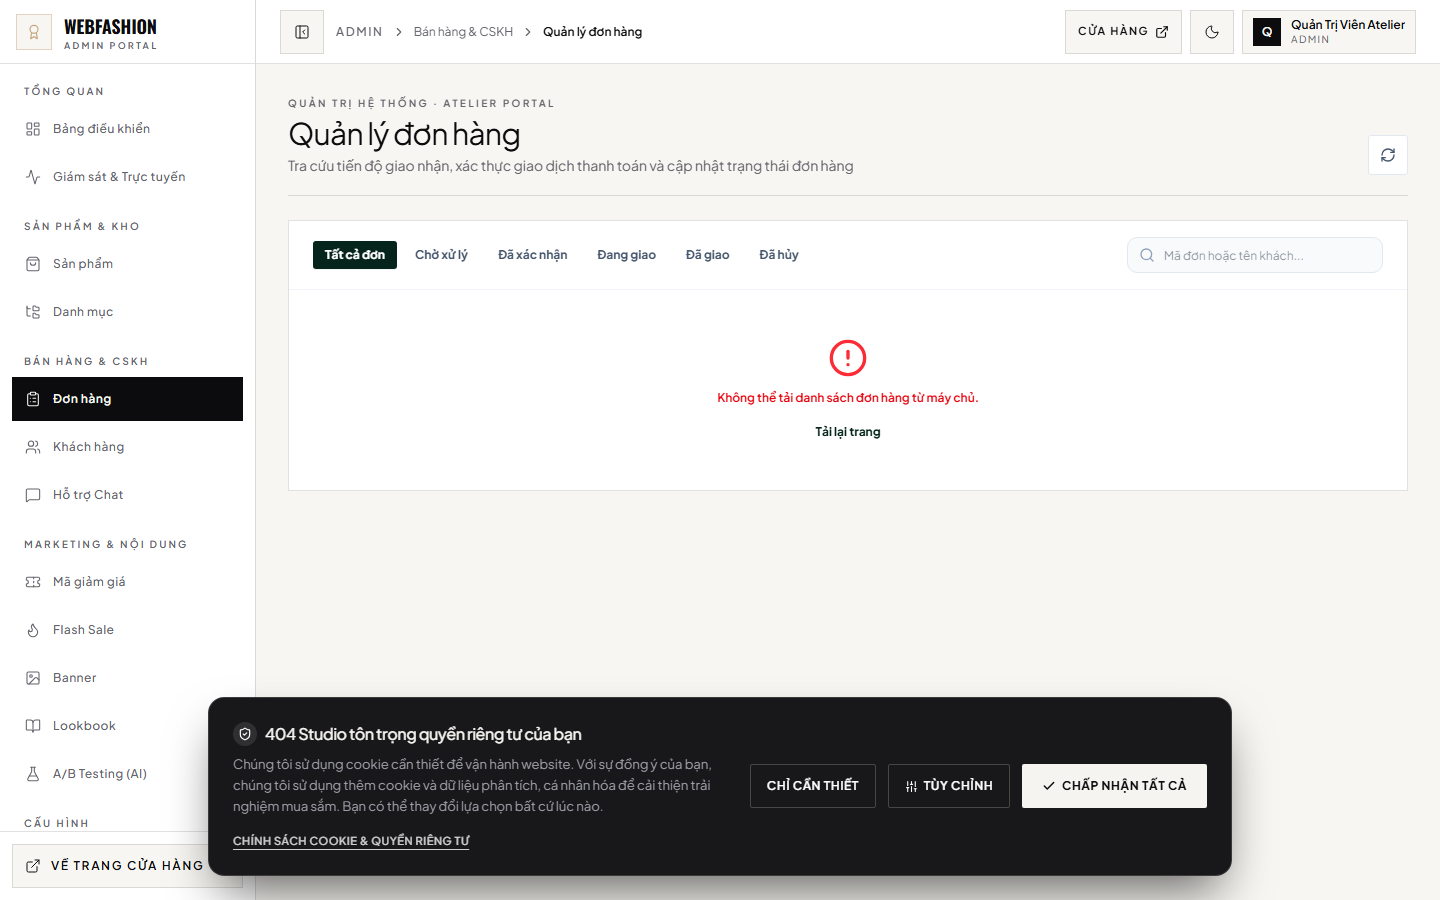 WEBFASHION
ADMIN PORTAL
ADMIN
Bán hàng & CSKH
Quản lý đơn hàng
CỬA HÀNG
Q
Quản Trị Viên Atelier
ADMIN
TỔNG QUAN
Bảng điều khiển
Giám sát & Trực tuyến
SẢN PHẨM & KHO
Sản phẩm
Danh mục
BÁN HÀNG & CSKH
Đơn hàng
Khách hàng
Hỗ trợ Chat
MARKETING & NỘI DUNG
Mã giảm giá
Flash Sale
Banner
Lookbook
A/B Testing (AI)
CẤU HÌNH
VỀ TRANG CỬA HÀNG
QUẢN TRỊ HỆ THỐNG · ATELIER PORTAL
Quản lý đơn hàng
Tra cứu tiến độ giao nhận, xác thực giao dịch thanh toán và cập nhật trạng thái đơn hàng
Tất cả đơn
Chờ xử lý
Đã xác nhận
Đang giao
Đã giao
Đã hủy
Mã đơn hoặc tên khách...
Không thể tải danh sách đơn hàng từ máy chủ.
Tải lại trang
404 Studio tôn trọng quyền riêng tư của bạn
Chúng tôi sử dụng cookie cần thiết để vận hành website. Với sự đồng ý của bạn,
chúng tôi sử dụng thêm cookie và dữ liệu phân tích, cá nhân hóa để cải thiện trải
nghiệm mua sắm. Bạn có thể thay đổi lựa chọn bất cứ lúc nào.
CHÍNH SÁCH COOKIE & QUYỀN RIÊNG TƯ
CHỈ CẦN THIẾT
TÙY CHỈNH
CHẤP NHẬN TẤT CẢ